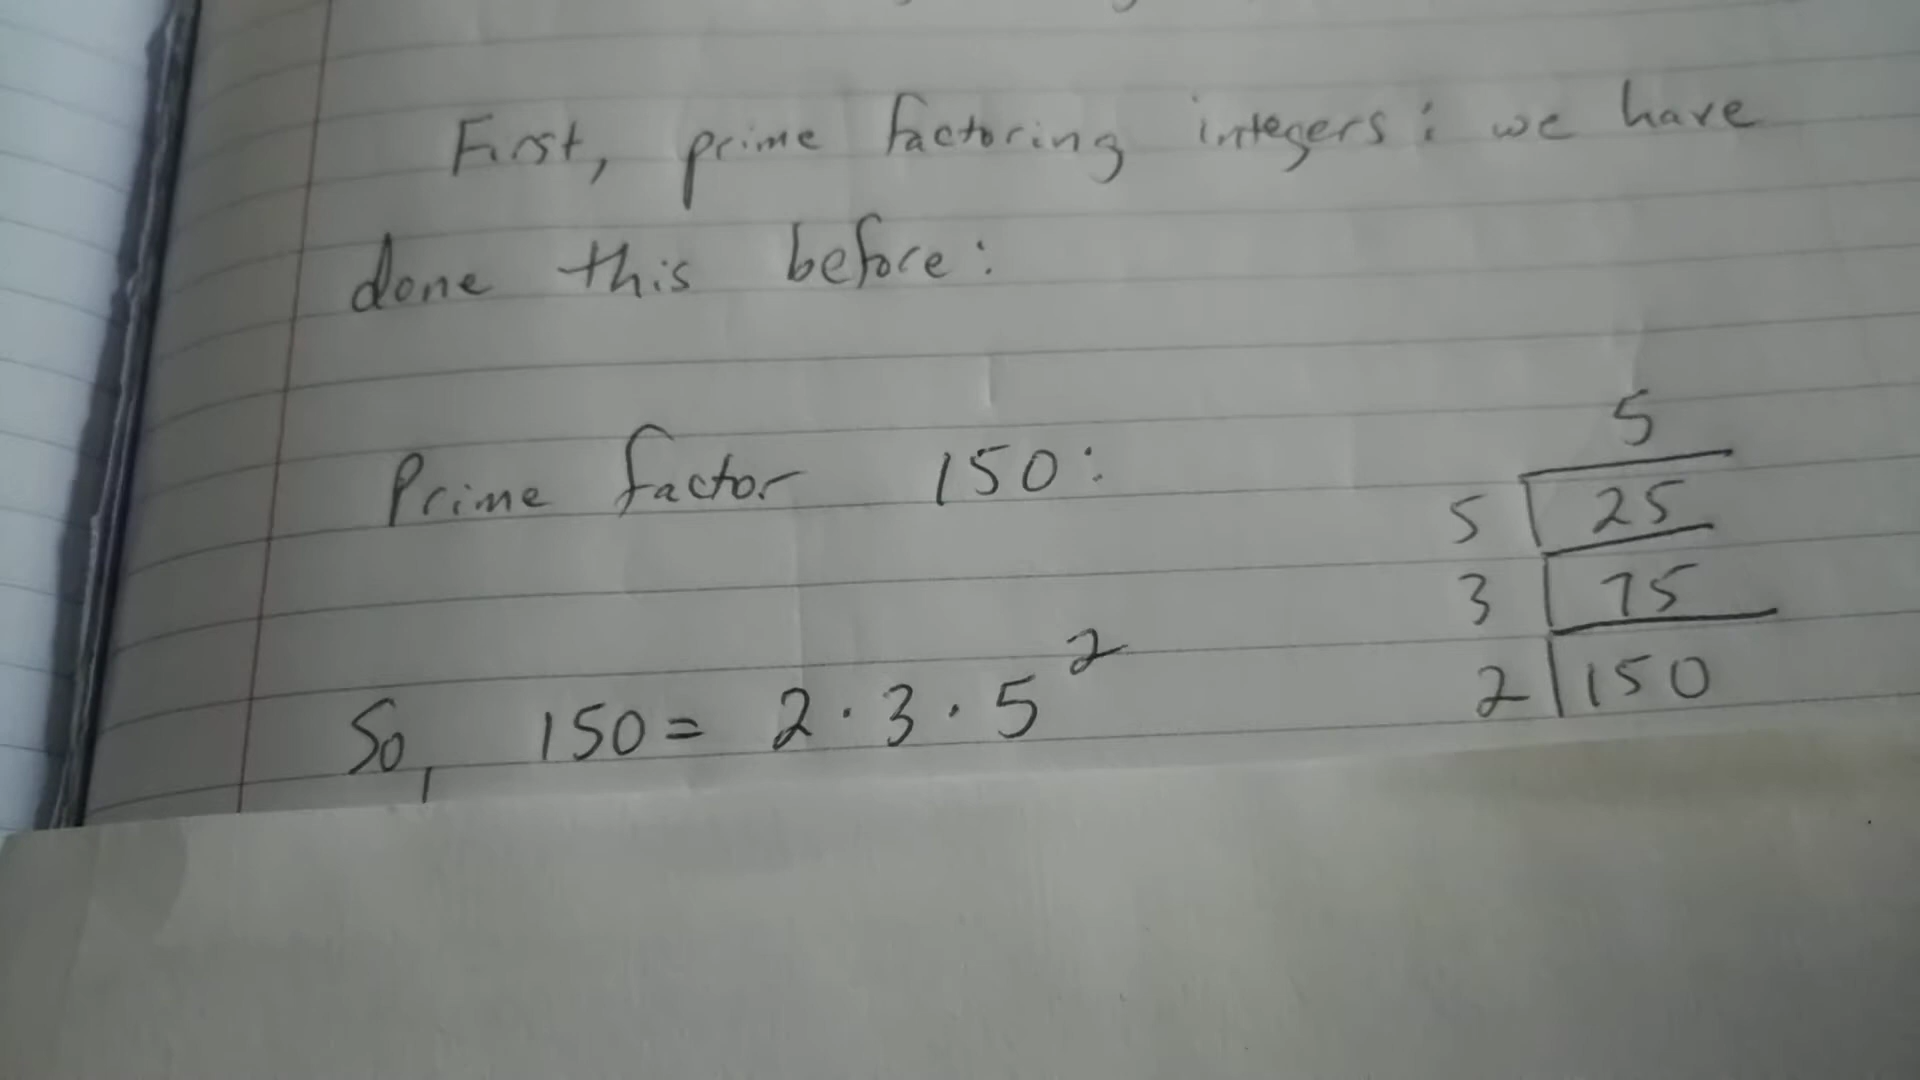 First, prime factoring integers: we have
done this before:
Prime factor 150:
5
5 25
3 75
2 150
So, 150 = 2 · 3 · 5²